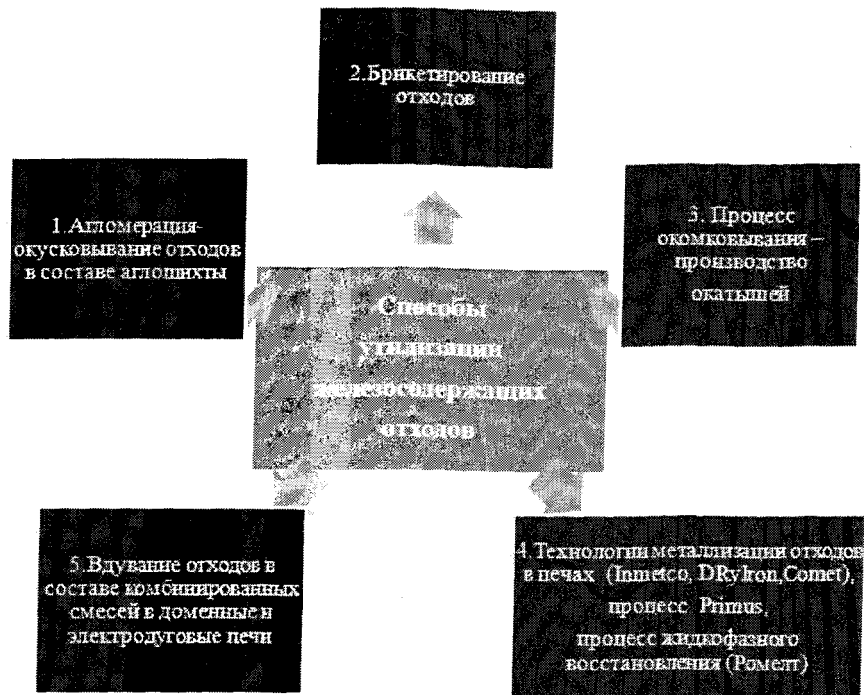 2.Брикетирование
отходов
1.Агломерация-
окусковывание отходов
в составе аглошихты
3. Процесс
окомковывания –
производство
окатышей
Способы
утилизации
железосодержащих
отходов
5.Вдувание отходов в
составе комбинированных
смесей в доменные и
электродуговые печи
4.Технологии металлизации отходов
в печах (Inmetco, DRyIron,Comet),
процесс Primus,
процесс жидкофазного
восстановления (Ромелт)